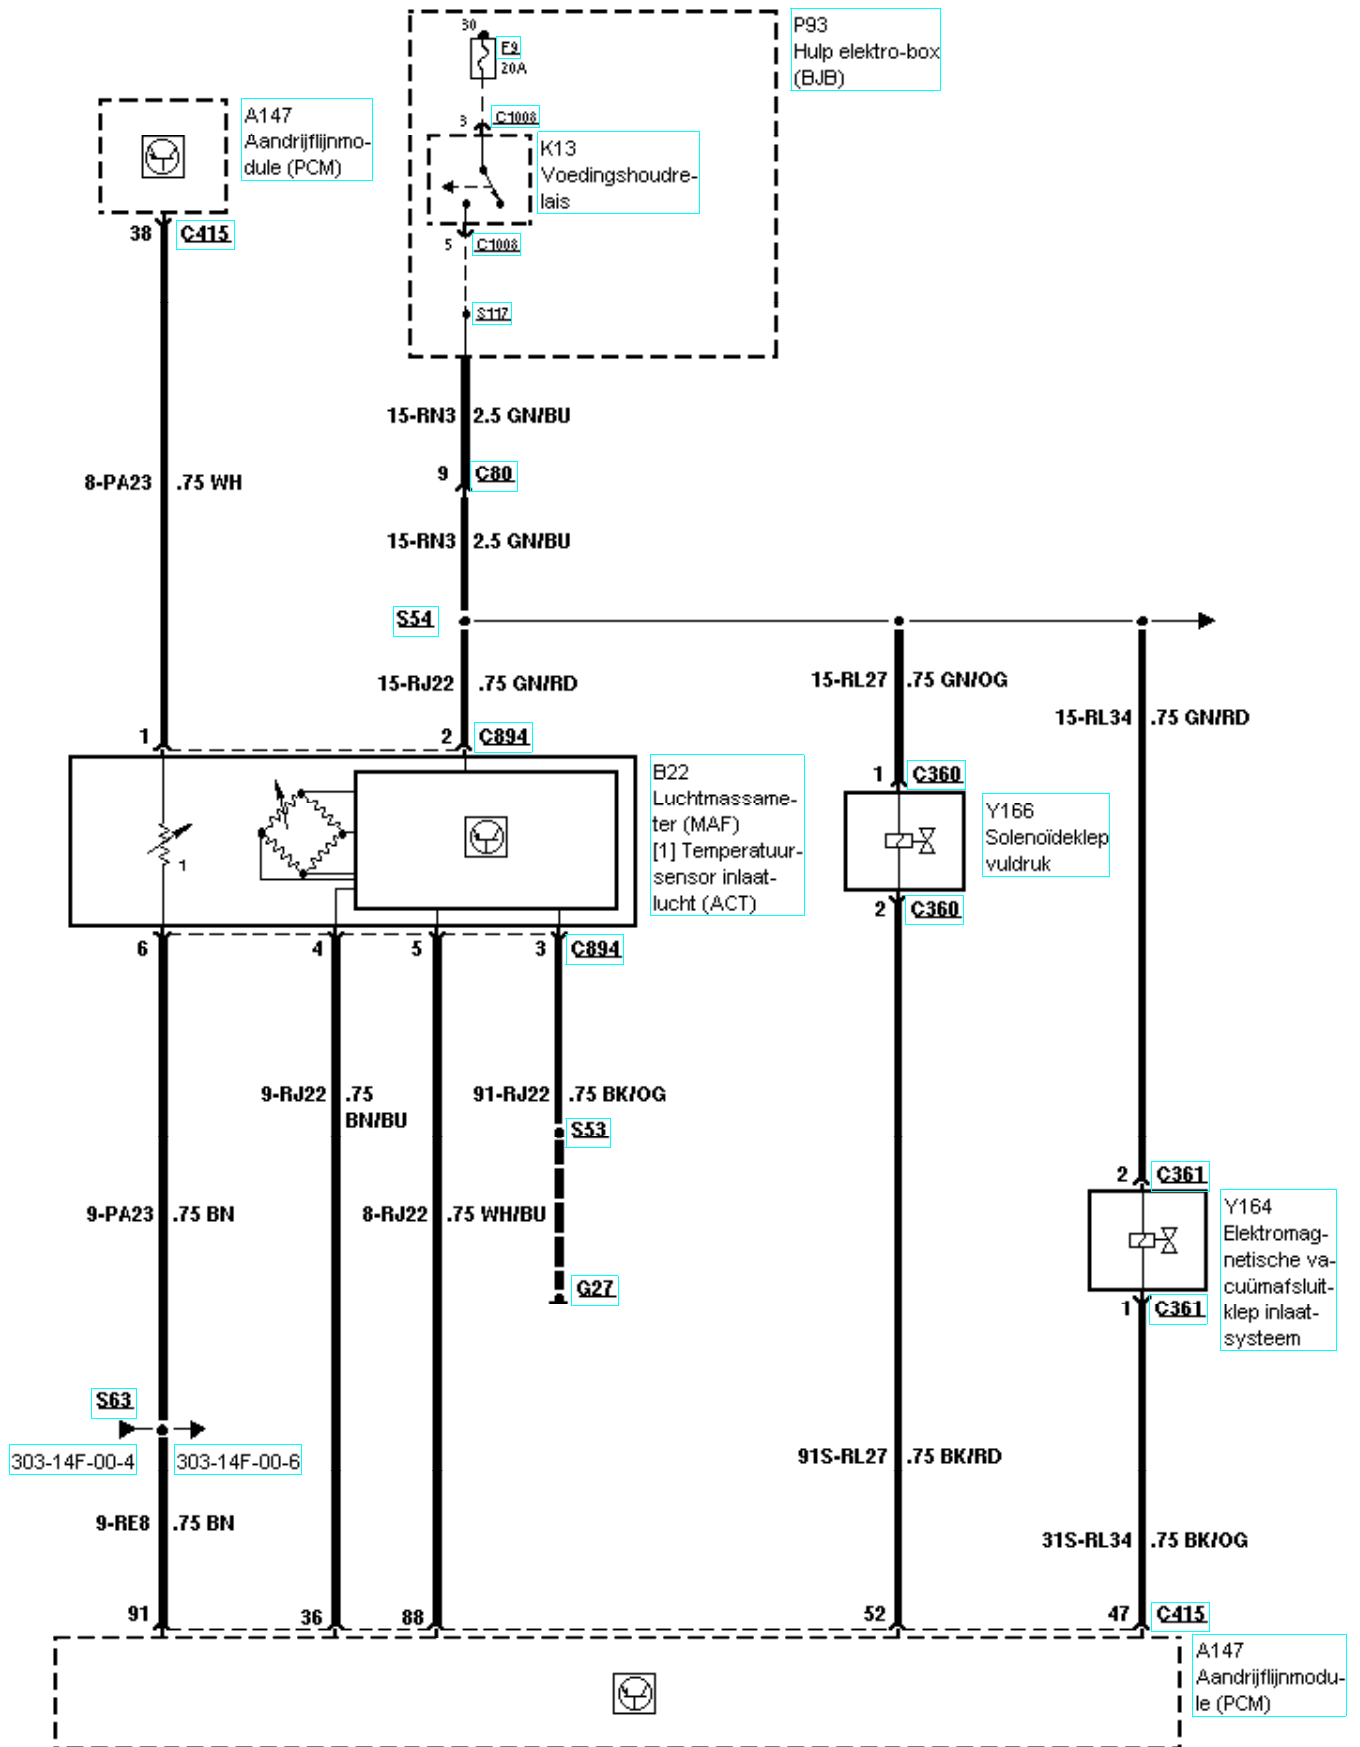 P93
Hulp elektro-box
(BJB)
30
F9
20A
A147
Aandrijflijnmo-
dule (PCM)
3 C1008
K13
Voedingshoudre-
lais
38 C415
5 C1008
S117
15-RN3 2.5 GN/BU
9 C80
8-PA23 .75 WH
15-RN3 2.5 GN/BU
S54
15-RJ22 .75 GN/RD
15-RL27 .75 GN/OG
15-RL34 .75 GN/RD
1 2 C894
B22
Luchtmassame-
ter (MAF)
[1] Temperatuur-
sensor inlaat-
lucht (ACT)
1
1 C360
Y166
Solenoïdeklep
vuldruk
2 C360
6 4 5 3 C894
9-RJ22 .75
BN/BU
91-RJ22 .75 BK/OG
S53
9-PA23 .75 BN
8-RJ22 .75 WH/BU
G27
2 C361
Y164
Elektromag-
netische va-
cuümafsluit-
klep inlaat-
systeem
1 C361
S63
303-14F-00-4 303-14F-00-6
91S-RL27 .75 BK/RD
9-RE8 .75 BN
31S-RL34 .75 BK/OG
91 36 88 52 47 C415
A147
Aandrijflijnmodu-
le (PCM)